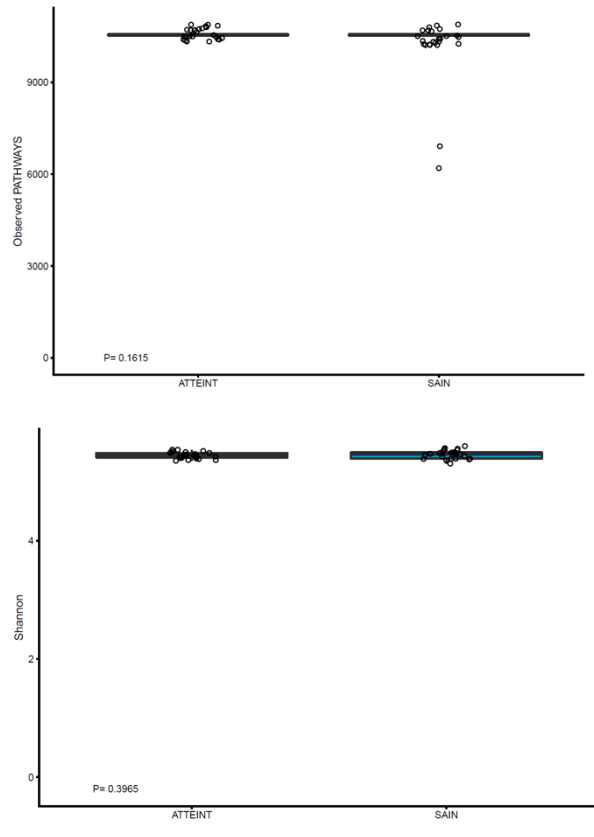 Observed PATHWAYS
9000
6000
3000
0
P= 0.1615
ATTEINT SAIN
Shannon
4
2
0
P= 0.3965
ATTEINT SAIN